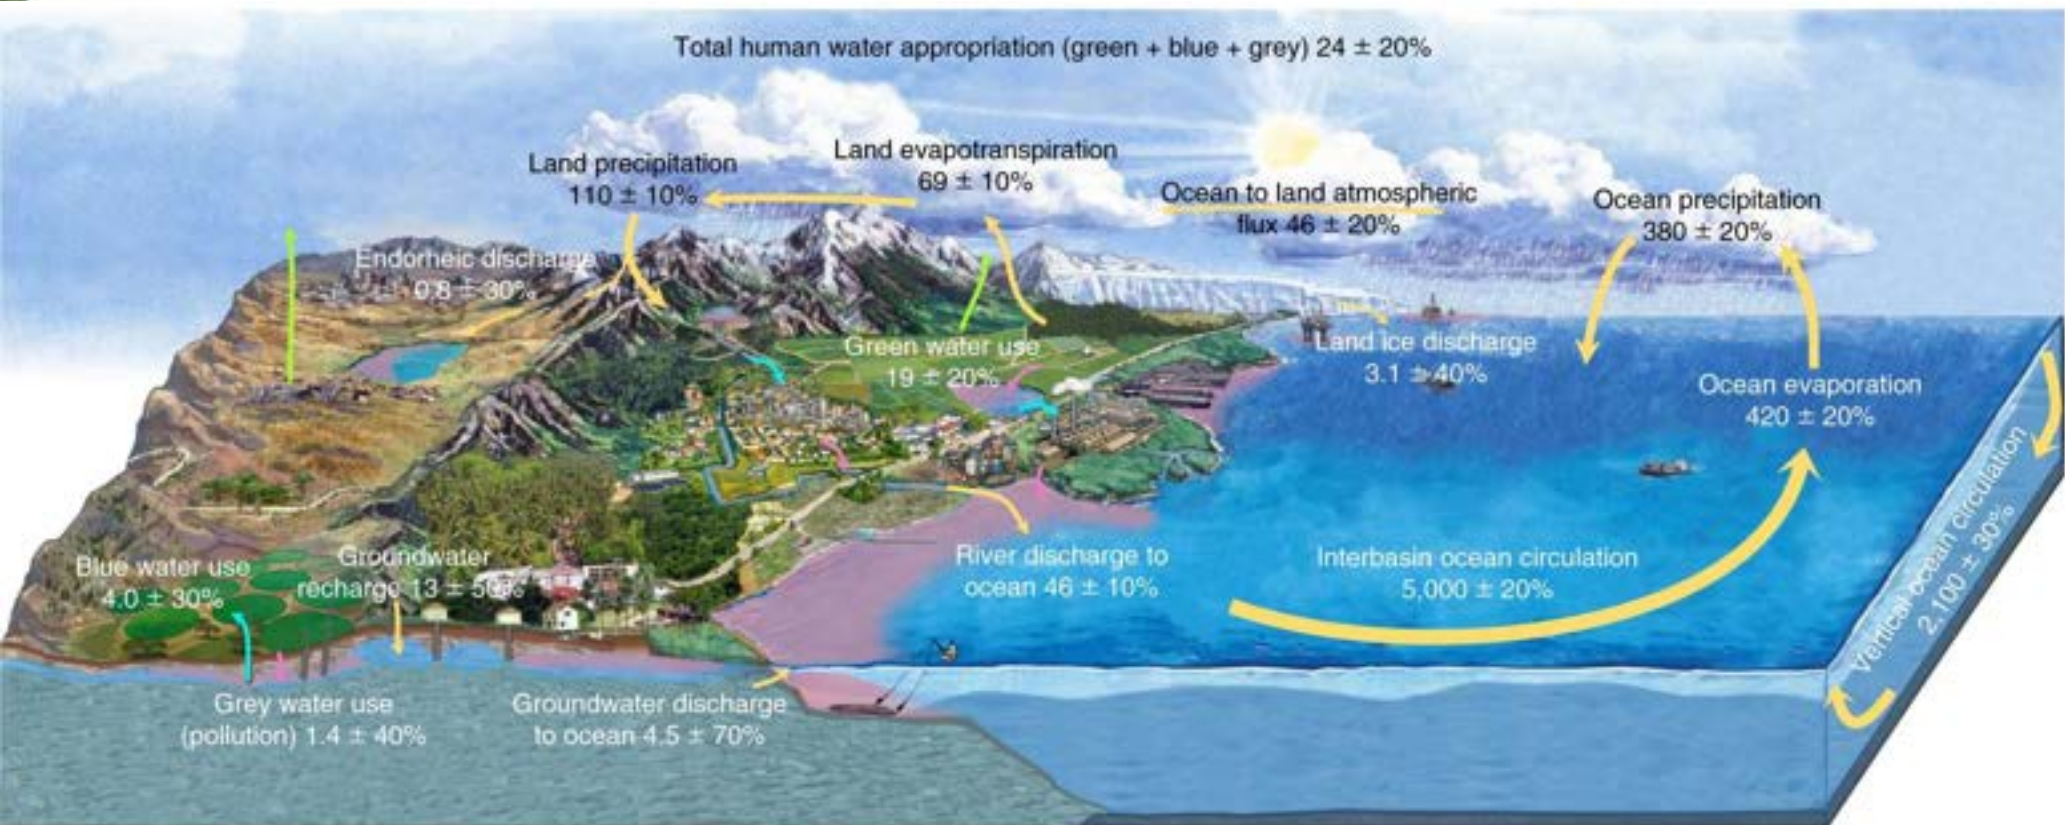 Total human water appropriation (green + blue + grey) 24 ± 20%
Land precipitation
110 ± 10%
Land evapotranspiration
69 ± 10%
Ocean to land atmospheric
flux 46 ± 20%
Ocean precipitation
380 ± 20%
Endorheic discharge
0.8 ± 30%
Green water use
19 ± 20%
Land ice discharge
3.1 ± 40%
Ocean evaporation
420 ± 20%
Vertical ocean circulation
2,100 ± 30%
Blue water use
4.0 ± 30%
Groundwater
recharge 13 ± 50%
River discharge to
ocean 46 ± 10%
Interbasin ocean circulation
5,000 ± 20%
Grey water use
(pollution) 1.4 ± 40%
Groundwater discharge
to ocean 4.5 ± 70%